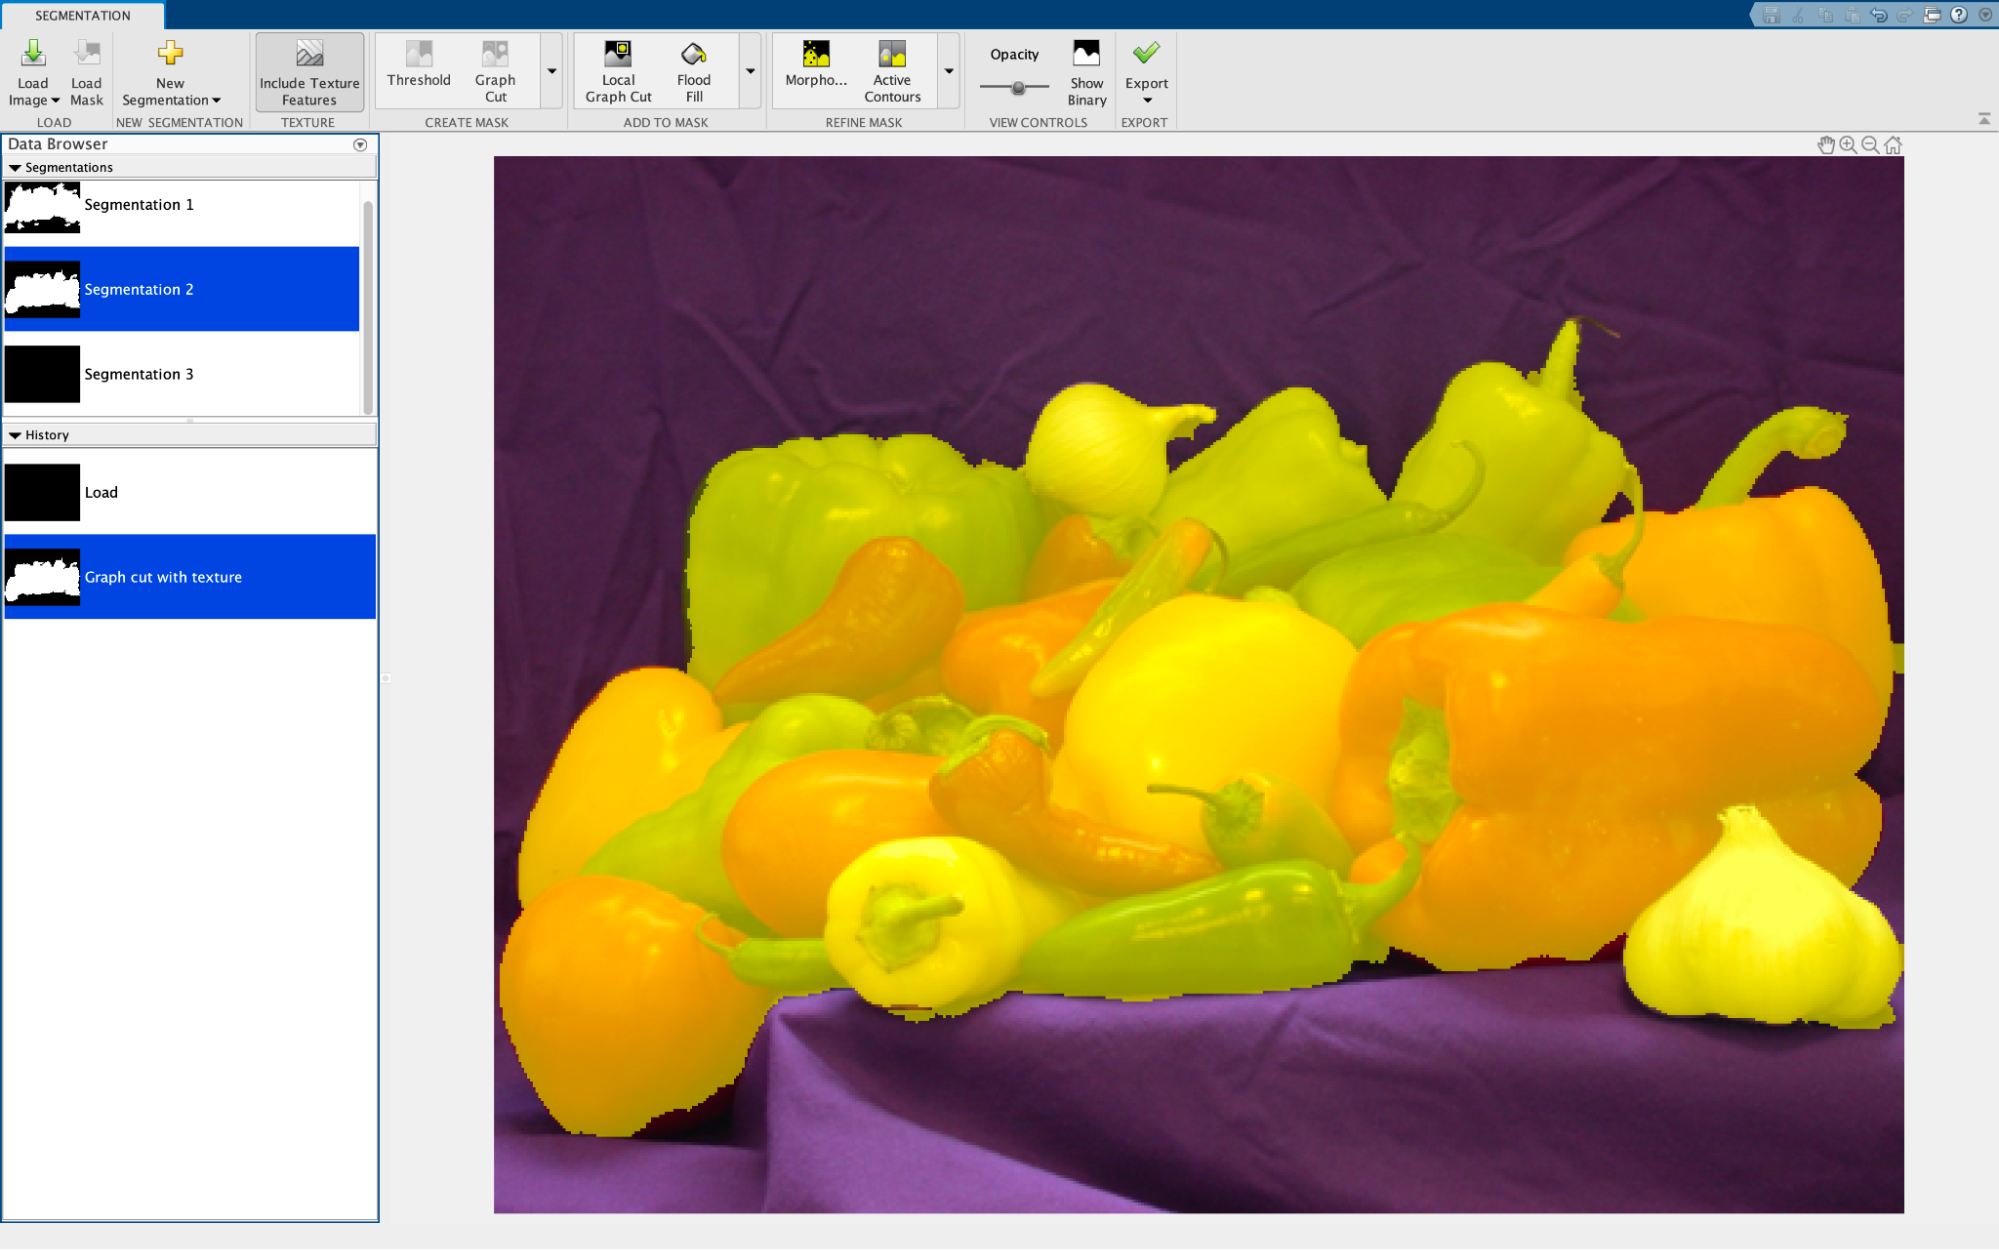 SEGMENTATION
Load
Image
Load
Mask
New
Segmentation
Include Texture
Features
Threshold
Graph
Cut
Local
Graph Cut
Flood
Fill
Morpho...
Active
Contours
Opacity
Show
Binary
Export
LOAD
NEW SEGMENTATION
TEXTURE
CREATE MASK
ADD TO MASK
REFINE MASK
VIEW CONTROLS
EXPORT
Data Browser
Segmentations
Segmentation 1
Segmentation 2
Segmentation 3
History
Load
Graph cut with texture